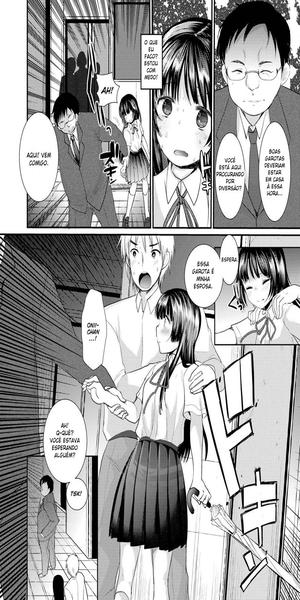 BOAS
GAROTAS
DEVERIAM
ESTAR
EM CASA
À ESSA
HORA...
VOCÊ
ESTÁ AQUI
PROCURANDO
POR
DIVERSÃO?
O QUE
EU
FAÇO?
ESTOU
COM
MEDO!
AH!
AQUI. VEM
COMIGO.
ESPERA
ESSA
GAROTA É
MINHA
ESPOSA.
ONII-
CHAN
...!
AH!
Q-QUÊ?
VOCÊ ESTAVA
ESPERANDO
ALGUÉM?
TSK!